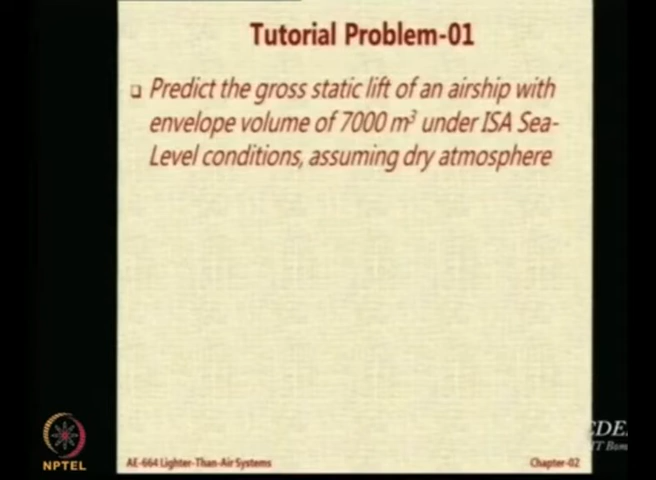 Tutorial Problem-01
Predict the gross static lift of an airship with
envelope volume of 7000 m³ under ISA Sea-
Level conditions, assuming dry atmosphere
NPTEL
AE-664 Lighter-Than-Air Systems
Chapter-02